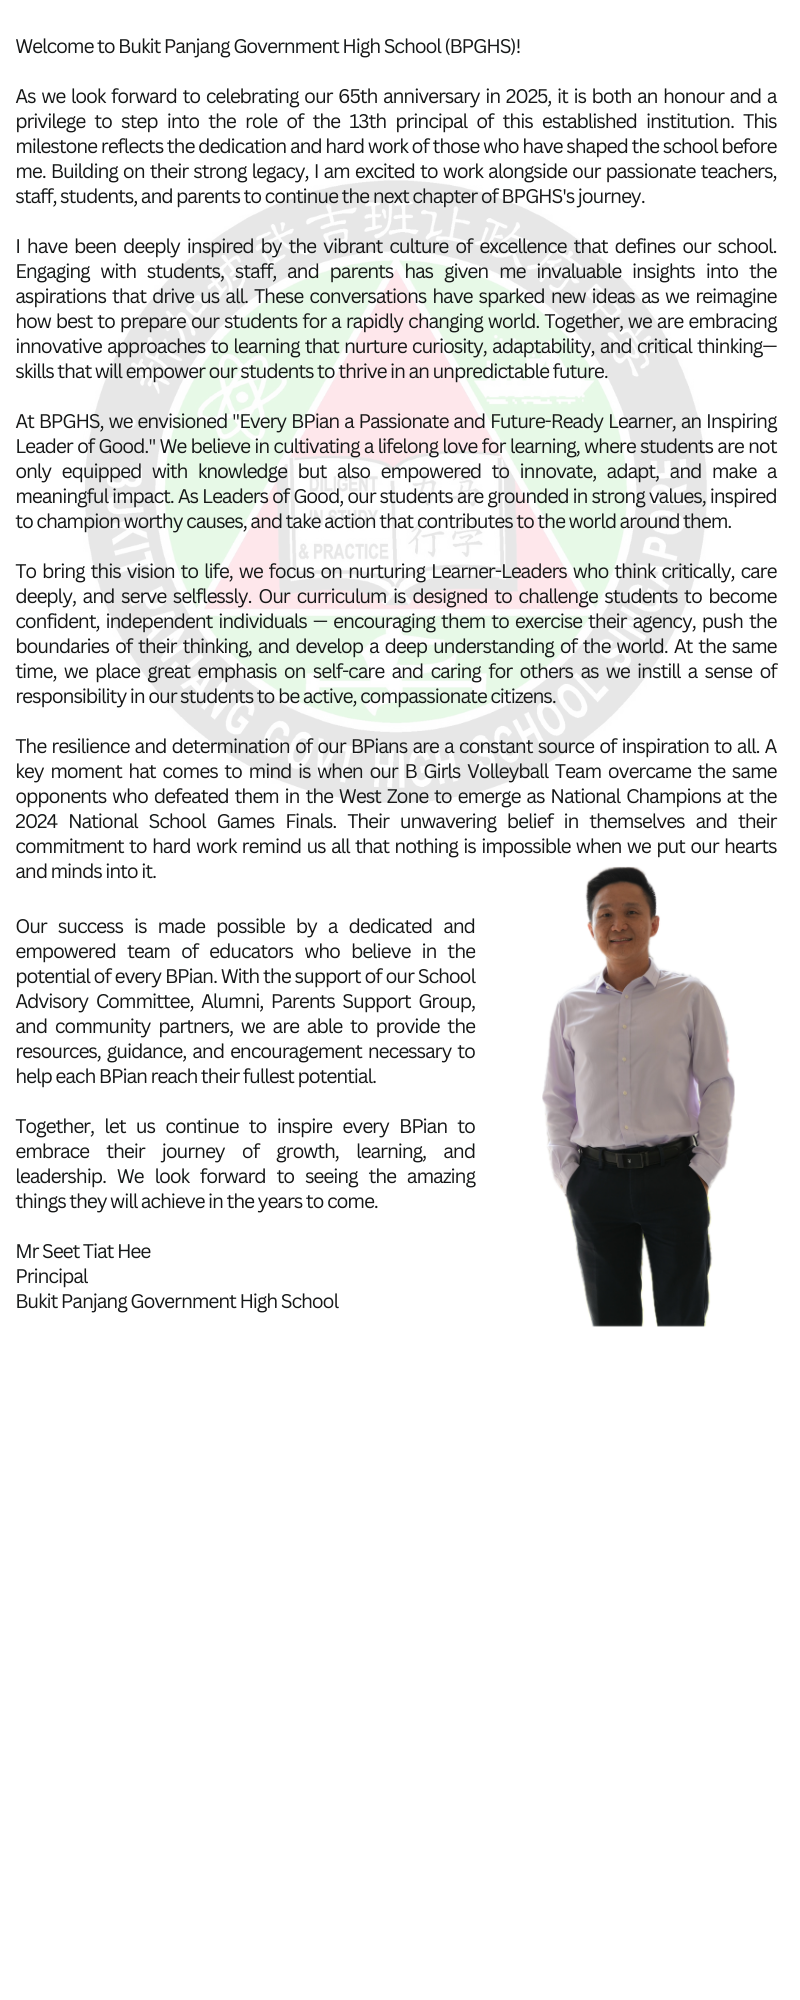 Welcome to Bukit Panjang Government High School (BPGHS)!
As we look forward to celebrating our 65th anniversary in 2025, it is both an honour and a
privilege to step into the role of the 13th principal of this established institution. This
milestone reflects the dedication and hard work of those who have shaped the school before
me. Building on their strong legacy, I am excited to work alongside our passionate teachers,
staff, students, and parents to continue the next chapter of BPGHS's journey.
I have been deeply inspired by the vibrant culture of excellence that defines our school.
Engaging with students, staff, and parents has given me invaluable insights into the
aspirations that drive us all. These conversations have sparked new ideas as we reimagine
how best to prepare our students for a rapidly changing world. Together, we are embracing
innovative approaches to learning that nurture curiosity, adaptability, and critical thinking—
skills that will empower our students to thrive in an unpredictable future.
At BPGHS, we envisioned "Every BPian a Passionate and Future-Ready Learner, an Inspiring
Leader of Good." We believe in cultivating a lifelong love for learning, where students are not
only equipped with knowledge but also empowered to innovate, adapt, and make a
meaningful impact. As Leaders of Good, our students are grounded in strong values, inspired
to champion worthy causes, and take action that contributes to the world around them.
To bring this vision to life, we focus on nurturing Learner-Leaders who think critically, care
deeply, and serve selflessly. Our curriculum is designed to challenge students to become
confident, independent individuals — encouraging them to exercise their agency, push the
boundaries of their thinking, and develop a deep understanding of the world. At the same
time, we place great emphasis on self-care and caring for others as we instill a sense of
responsibility in our students to be active, compassionate citizens.
The resilience and determination of our BPians are a constant source of inspiration to all. A
key moment hat comes to mind is when our B Girls Volleyball Team overcame the same
opponents who defeated them in the West Zone to emerge as National Champions at the
2024 National School Games Finals. Their unwavering belief in themselves and their
commitment to hard work remind us all that nothing is impossible when we put our hearts
and minds into it.
Our success is made possible by a dedicated and
empowered team of educators who believe in the
potential of every BPian. With the support of our School
Advisory Committee, Alumni, Parents Support Group,
and community partners, we are able to provide the
resources, guidance, and encouragement necessary to
help each BPian reach their fullest potential.
Together, let us continue to inspire every BPian to
embrace their journey of growth, learning, and
leadership. We look forward to seeing the amazing
things they will achieve in the years to come.
Mr Seet Tiat Hee
Principal
Bukit Panjang Government High School
新加坡武吉班让政府中学
DILIGENT
IN STUDY
& PRACTICE
力学
行学
BUKIT PANJANG GOVT HIGH SCHOOL SINGAPORE